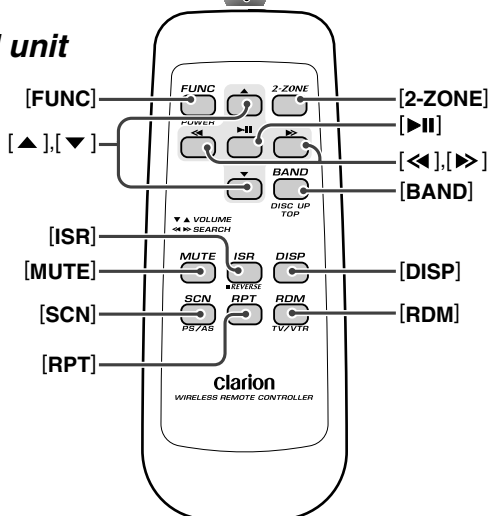 l unit
[FUNC]
[▲],[▼]
[ISR]
[MUTE]
[SCN]
[RPT]
FUNC ▲ 2-ZONE
POWER
◀◀ ▶II ▶▶
▼ BAND
DISC UP
TOP
▼ ▲ VOLUME
◀◀ ▶▶ SEARCH
MUTE ISR DISP
■REVERSE
SCN RPT RDM
PS/AS TV/VTR
clarion
WIRELESS REMOTE CONTROLLER
[2-ZONE]
[▶II]
[◀◀],[▶▶]
[BAND]
[DISP]
[RDM]